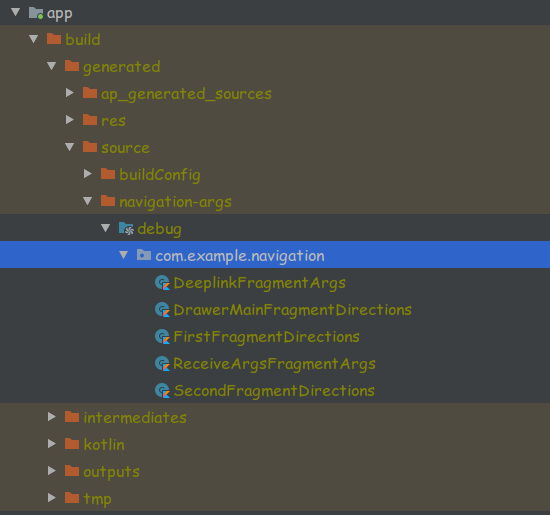 app
build
generated
ap_generated_sources
res
source
buildConfig
navigation-args
debug
com.example.navigation
DeeplinkFragmentArgs
DrawerMainFragmentDirections
FirstFragmentDirections
ReceiveArgsFragmentArgs
SecondFragmentDirections
intermediates
kotlin
outputs
tmp